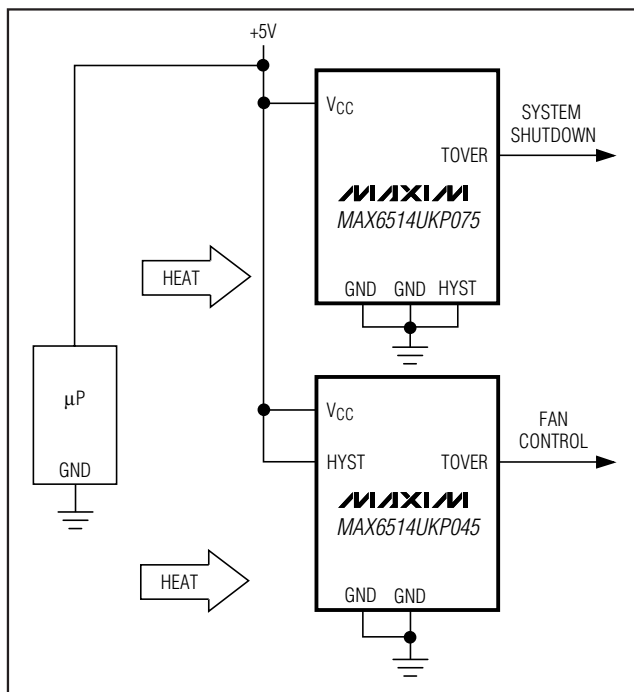 +5V
VCC
SYSTEM
SHUTDOWN
TOVER
MAXIM
MAX6514UKP075
HEAT
GND GND HYST
μP
GND
VCC
FAN
CONTROL
HYST TOVER
MAXIM
MAX6514UKP045
HEAT
GND GND